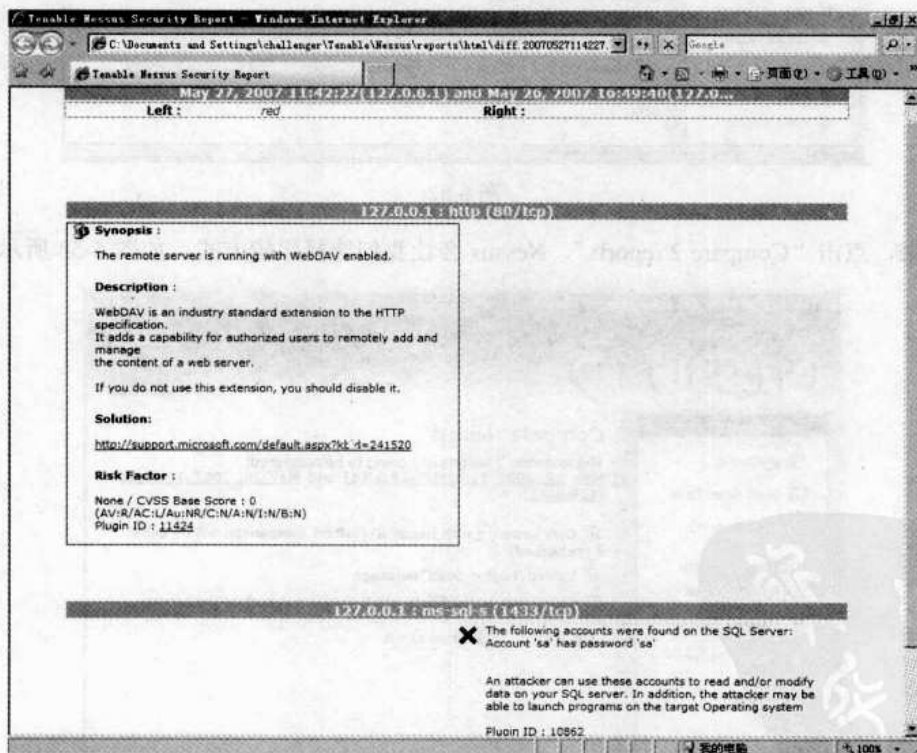 Tenable Nessus Security Report - Windows Internet Explorer
C:\Documents and Settings\challenger\Tenable\Nessus\reports\html\diff.20070527114227.
Google
Tenable Nessus Security Report
页面(P)
工具(O)
May 27, 2007 11:42:27(127.0.0.1) and May 26, 2007 16:49:40(127.0...
Left : red Right :
127.0.0.1 : http (80/tcp)
Synopsis :
The remote server is running with WebDAV enabled.
Description :
WebDAV is an industry standard extension to the HTTP
specification.
It adds a capability for authorized users to remotely add and
manage
the content of a web server.
If you do not use this extension, you should disable it.
Solution:
http://support.microsoft.com/default.aspx?kbid=241520
Risk Factor :
None / CVSS Base Score : 0
(AV:R/AC:L/Au:NR/C:N/A:N/I:N/B:N)
Plugin ID : 11424
127.0.0.1 : ms-sql-s (1433/tcp)
The following accounts were found on the SQL Server:
Account 'sa' has password 'sa'
An attacker can use these accounts to read and/or modify
data on your SQL server. In addition, the attacker may be
able to launch programs on the target Operating system
Plugin ID : 10862
我的电脑
100%